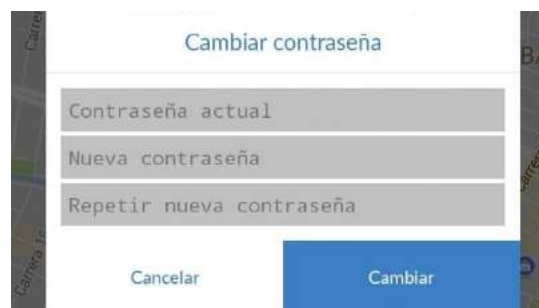 Cambiar contraseña
Contraseña actual
Nueva contraseña
Repetir nueva contraseña
Cancelar
Cambiar